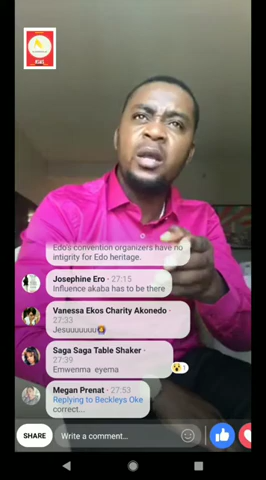 Edo's convention organizers have no
intigrity for Edo heritage.
Josephine Ero · 27:15
Influence akaba has to be there
Vanessa Ekos Charity Akonedo ·
27:33
Jesuuuuuuu
Saga Saga Table Shaker ·
27:39
Emwenma eyema
1
Megan Prenat · 27:53
Replying to Beckleys Oke
correct...
SHARE
Write a comment...